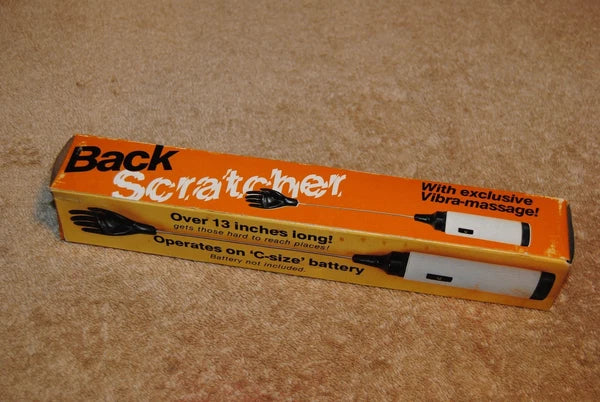 Back
Scratcher
With exclusive
Vibra-massage!
Over 13 inches long!
gets those hard to reach places!
Operates on 'C-size' battery
Battery not included.